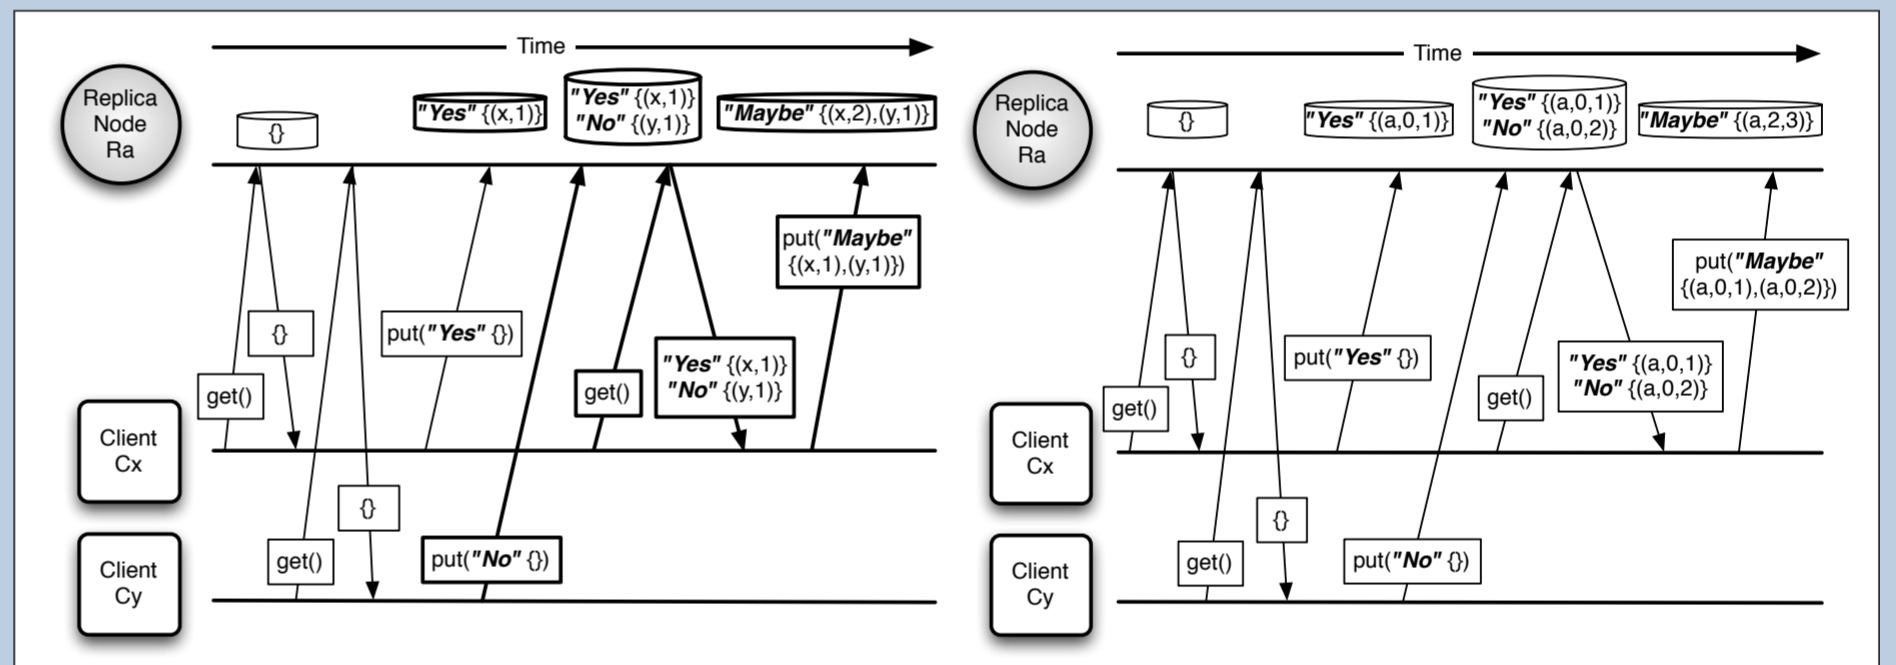 Time
Replica
Node
Ra
{}
"Yes" {(x,1)}
"Yes" {(x,1)}
"No" {(y,1)}
"Maybe" {(x,2),(y,1)}
put("Maybe"
{(x,1),(y,1)})
{}
put("Yes" {})
get()
get()
"Yes" {(x,1)}
"No" {(y,1)}
Client
Cx
{}
get()
put("No" {})
Client
Cy
Time
Replica
Node
Ra
{}
"Yes" {(a,0,1)}
"Yes" {(a,0,1)}
"No" {(a,0,2)}
"Maybe" {(a,2,3)}
put("Maybe"
{(a,0,1),(a,0,2)})
{}
put("Yes" {})
get()
get()
"Yes" {(a,0,1)}
"No" {(a,0,2)}
Client
Cx
{}
get()
put("No" {})
Client
Cy